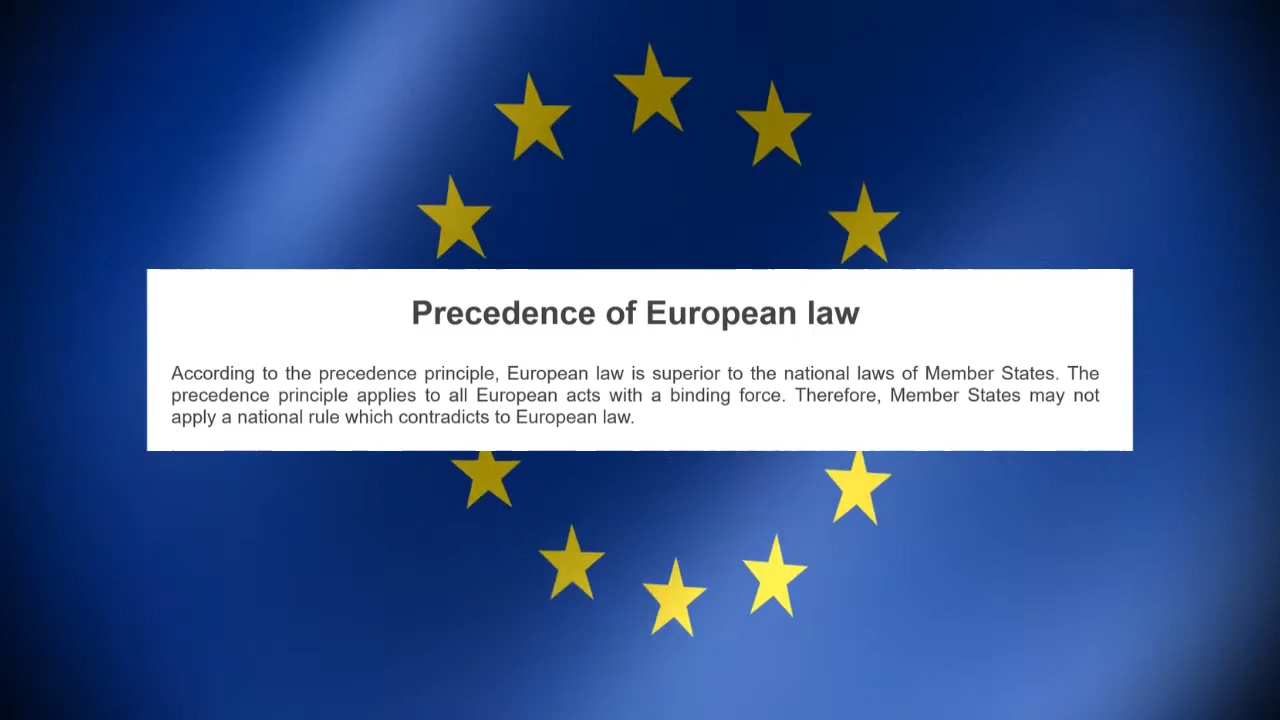 Precedence of European law
According to the precedence principle, European law is superior to the national laws of Member States. The
precedence principle applies to all European acts with a binding force. Therefore, Member States may not
apply a national rule which contradicts to European law.